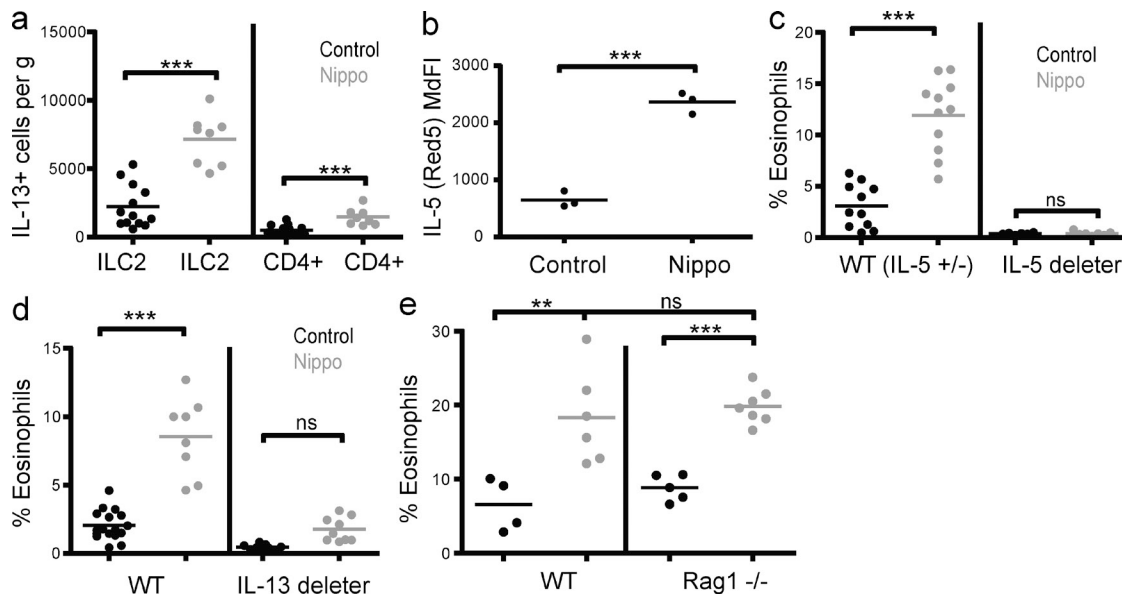 a
IL-13+ cells per g
15000
10000
5000
0
***
***
Control
Nippo
ILC2
ILC2
CD4+
CD4+
b
IL-5 (Red5) MdFI
3000
2000
1000
0
***
Control
Nippo
c
% Eosinophils
20
15
10
5
0
***
ns
Control
Nippo
WT (IL-5 +/-)
IL-5 deleter
d
% Eosinophils
15
10
5
0
***
ns
Control
Nippo
WT
IL-13 deleter
e
% Eosinophils
30
20
10
0
**
ns
***
WT
Rag1 -/-